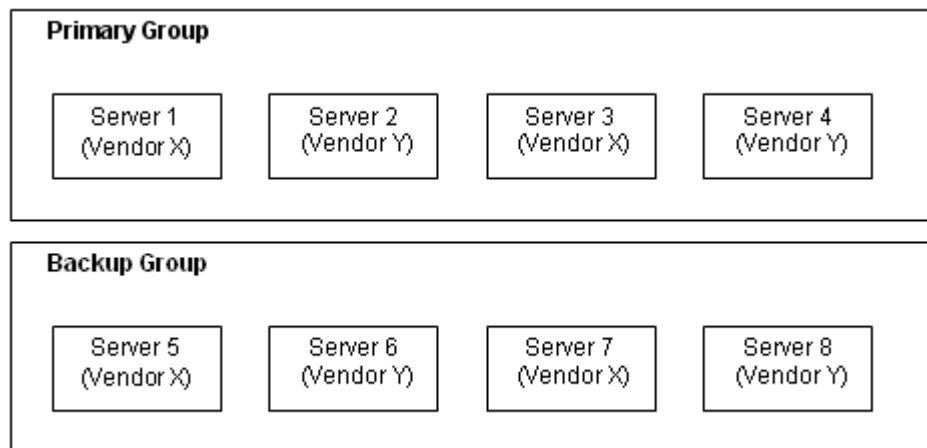 Primary Group
Server 1
(Vendor X)
Server 2
(Vendor Y)
Server 3
(Vendor X)
Server 4
(Vendor Y)
Backup Group
Server 5
(Vendor X)
Server 6
(Vendor Y)
Server 7
(Vendor X)
Server 8
(Vendor Y)